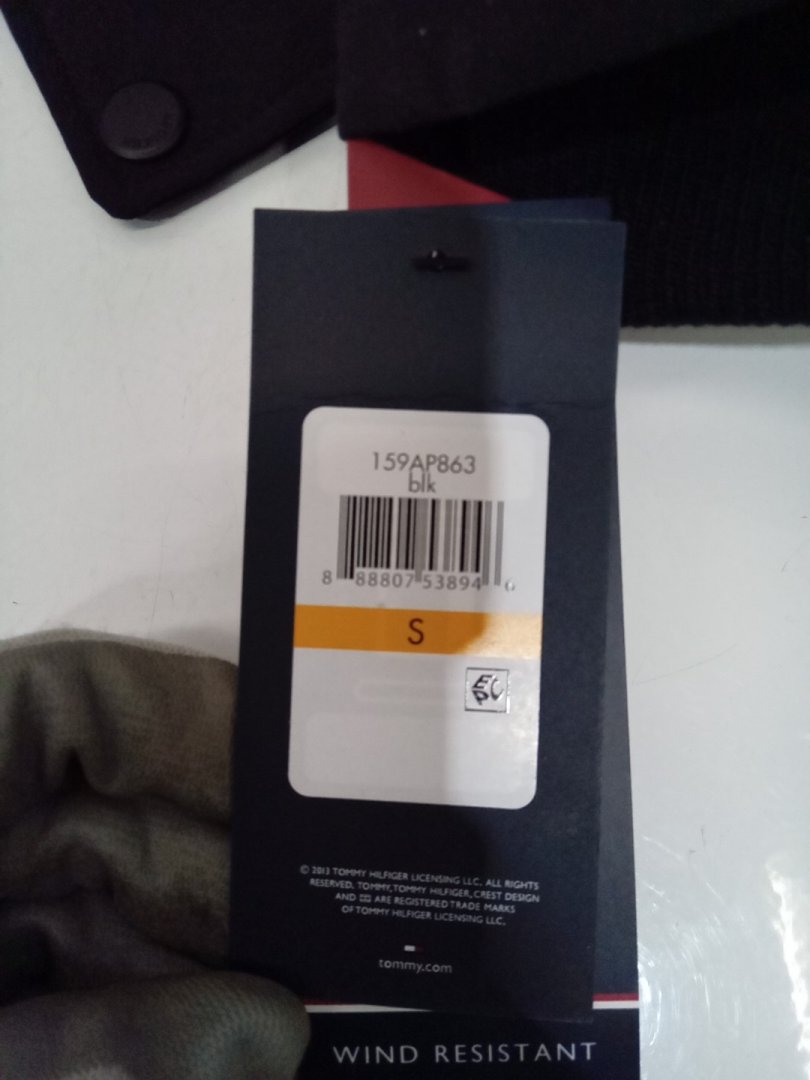 159AP863
blk
8 88807 53894 6
S
EPC
© 2013 TOMMY HILFIGER LICENSING LLC. ALL RIGHTS
RESERVED. TOMMY, TOMMY HILFIGER, CREST DESIGN
AND ARE REGISTERED TRADE MARKS
OF TOMMY HILFIGER LICENSING LLC.
tommy.com
WIND RESISTANT